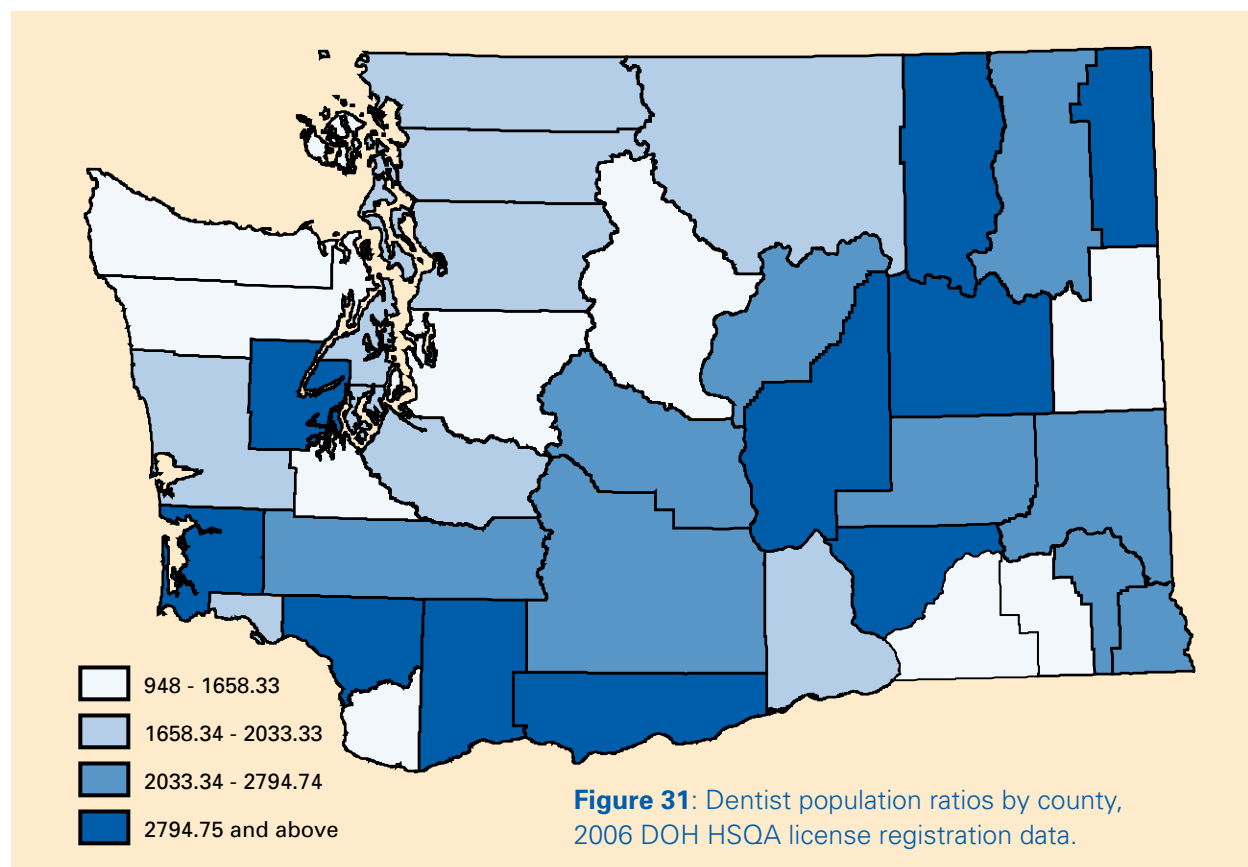 948 - 1658.33
1658.34 - 2033.33
2033.34 - 2794.74
2794.75 and above
Figure 31: Dentist population ratios by county,
2006 DOH HSQA license registration data.